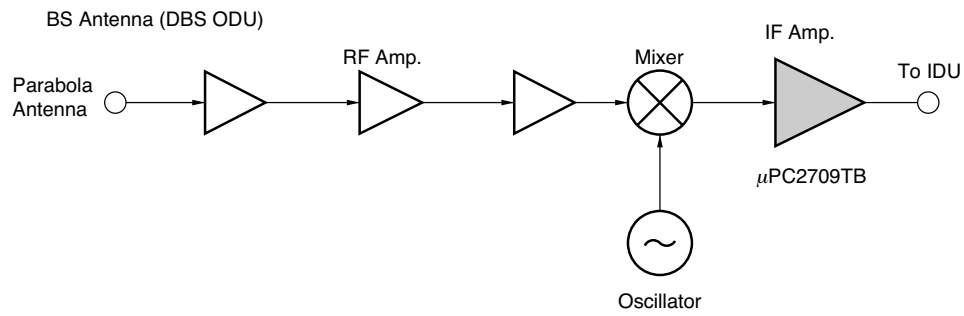 BS Antenna (DBS ODU)
IF Amp.
RF Amp.
Mixer
To IDU
Parabola
Antenna
μPC2709TB
Oscillator